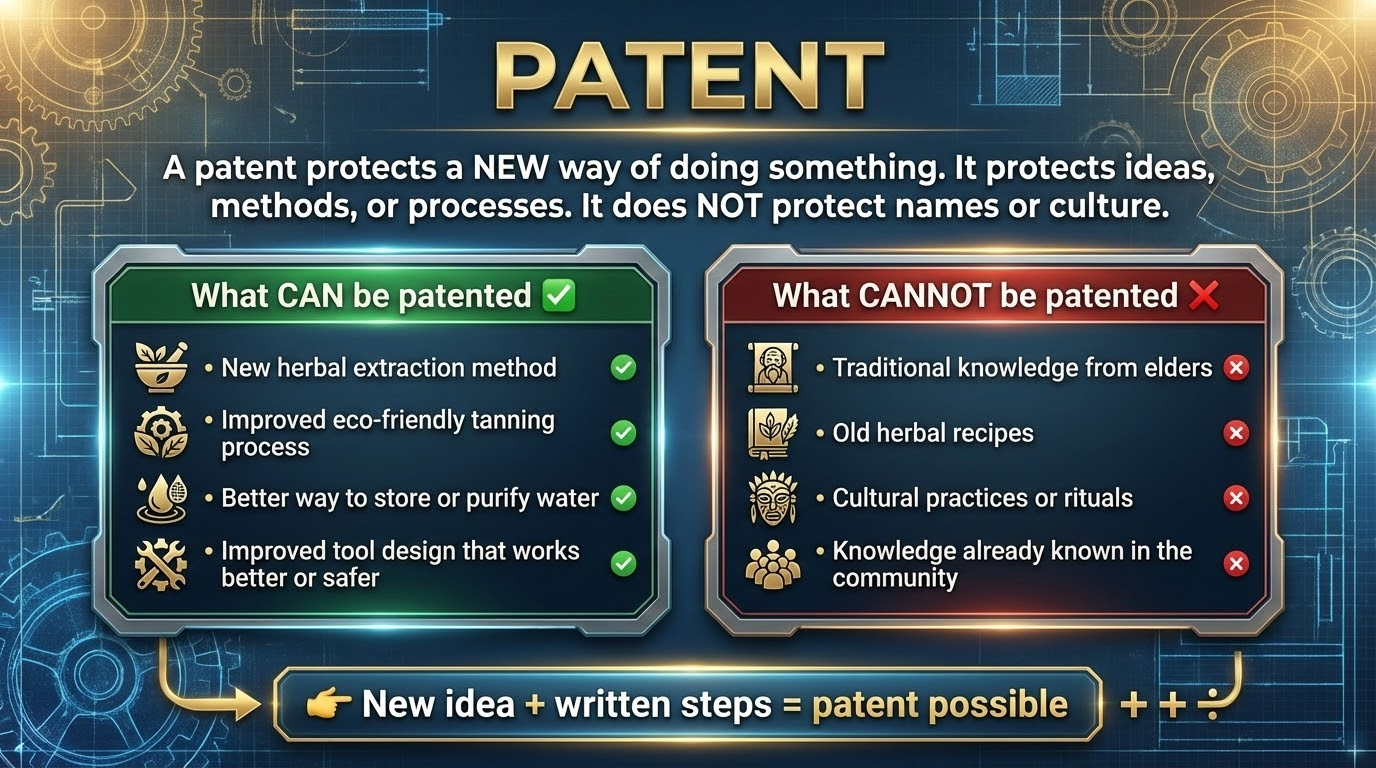 PATENT
A patent protects a NEW way of doing something. It protects ideas,
methods, or processes. It does NOT protect names or culture.
What CAN be patented ✅
• New herbal extraction method
• Improved eco-friendly tanning
process
• Better way to store or purify water
• Improved tool design that works
better or safer
What CANNOT be patented ❌
• Traditional knowledge from elders
• Old herbal recipes
• Cultural practices or rituals
• Knowledge already known in the
community
👉 New idea + written steps = patent possible
+ + ÷